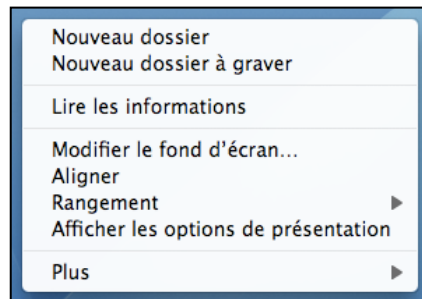 Nouveau dossier
Nouveau dossier à graver
Lire les informations
Modifier le fond d'écran...
Aligner
Rangement
Afficher les options de présentation
Plus